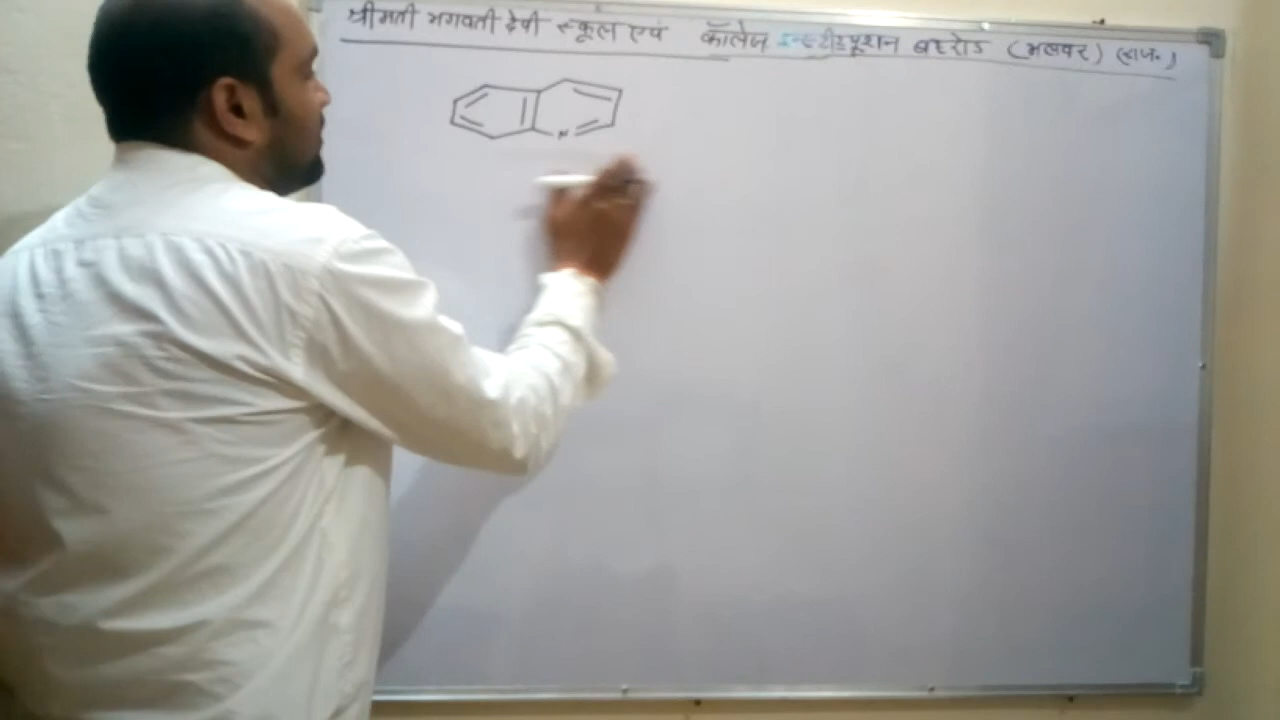 श्रीमती भगवती देवी स्कूल एवं कॉलेज इन्स्टीट्यूशन बहरोड (अलवर) (राज.)
N